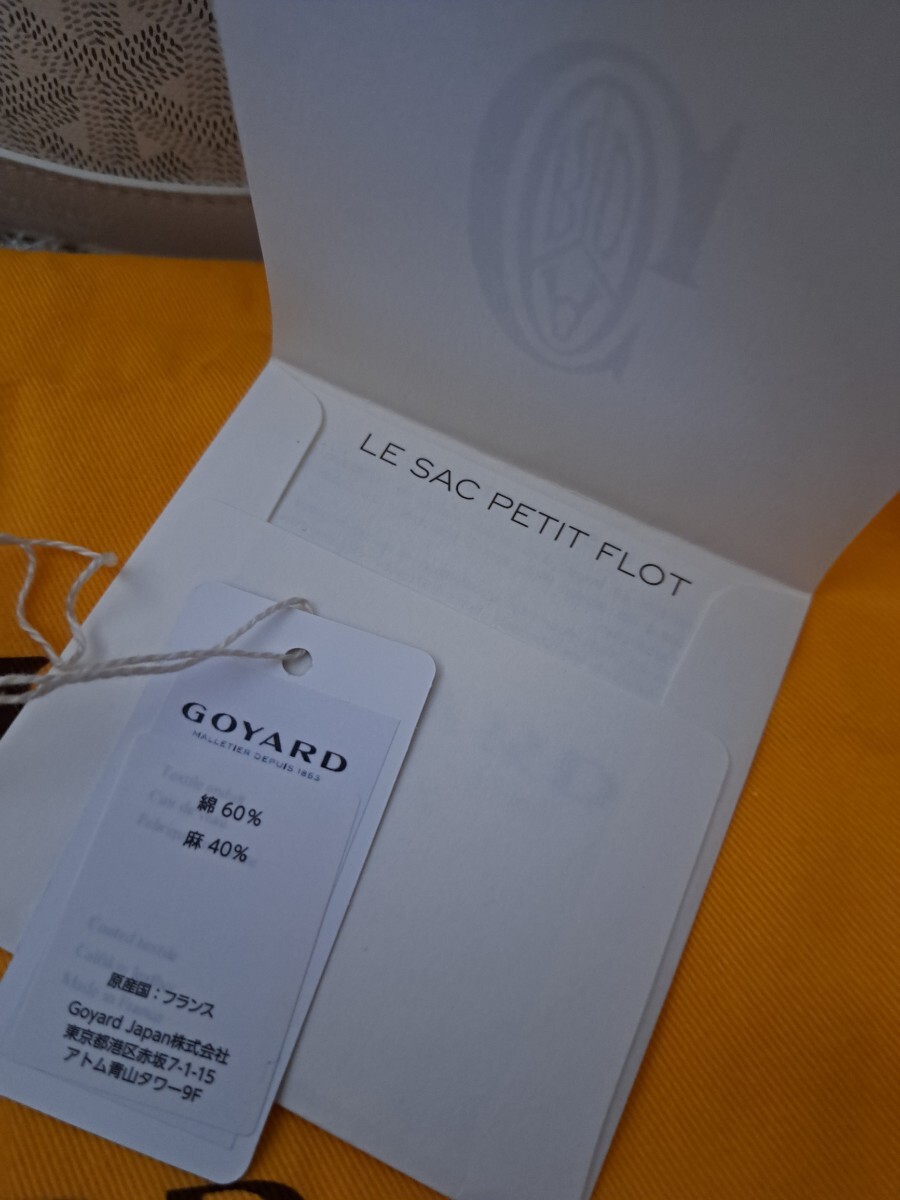 LE SAC PETIT FLOT
GOYARD
MALLETIER DEPUIS 1853
綿 60%
麻 40%
原産国:フランス
Goyard Japan株式会社
東京都港区赤坂7-1-15
アトム青山タワー9F